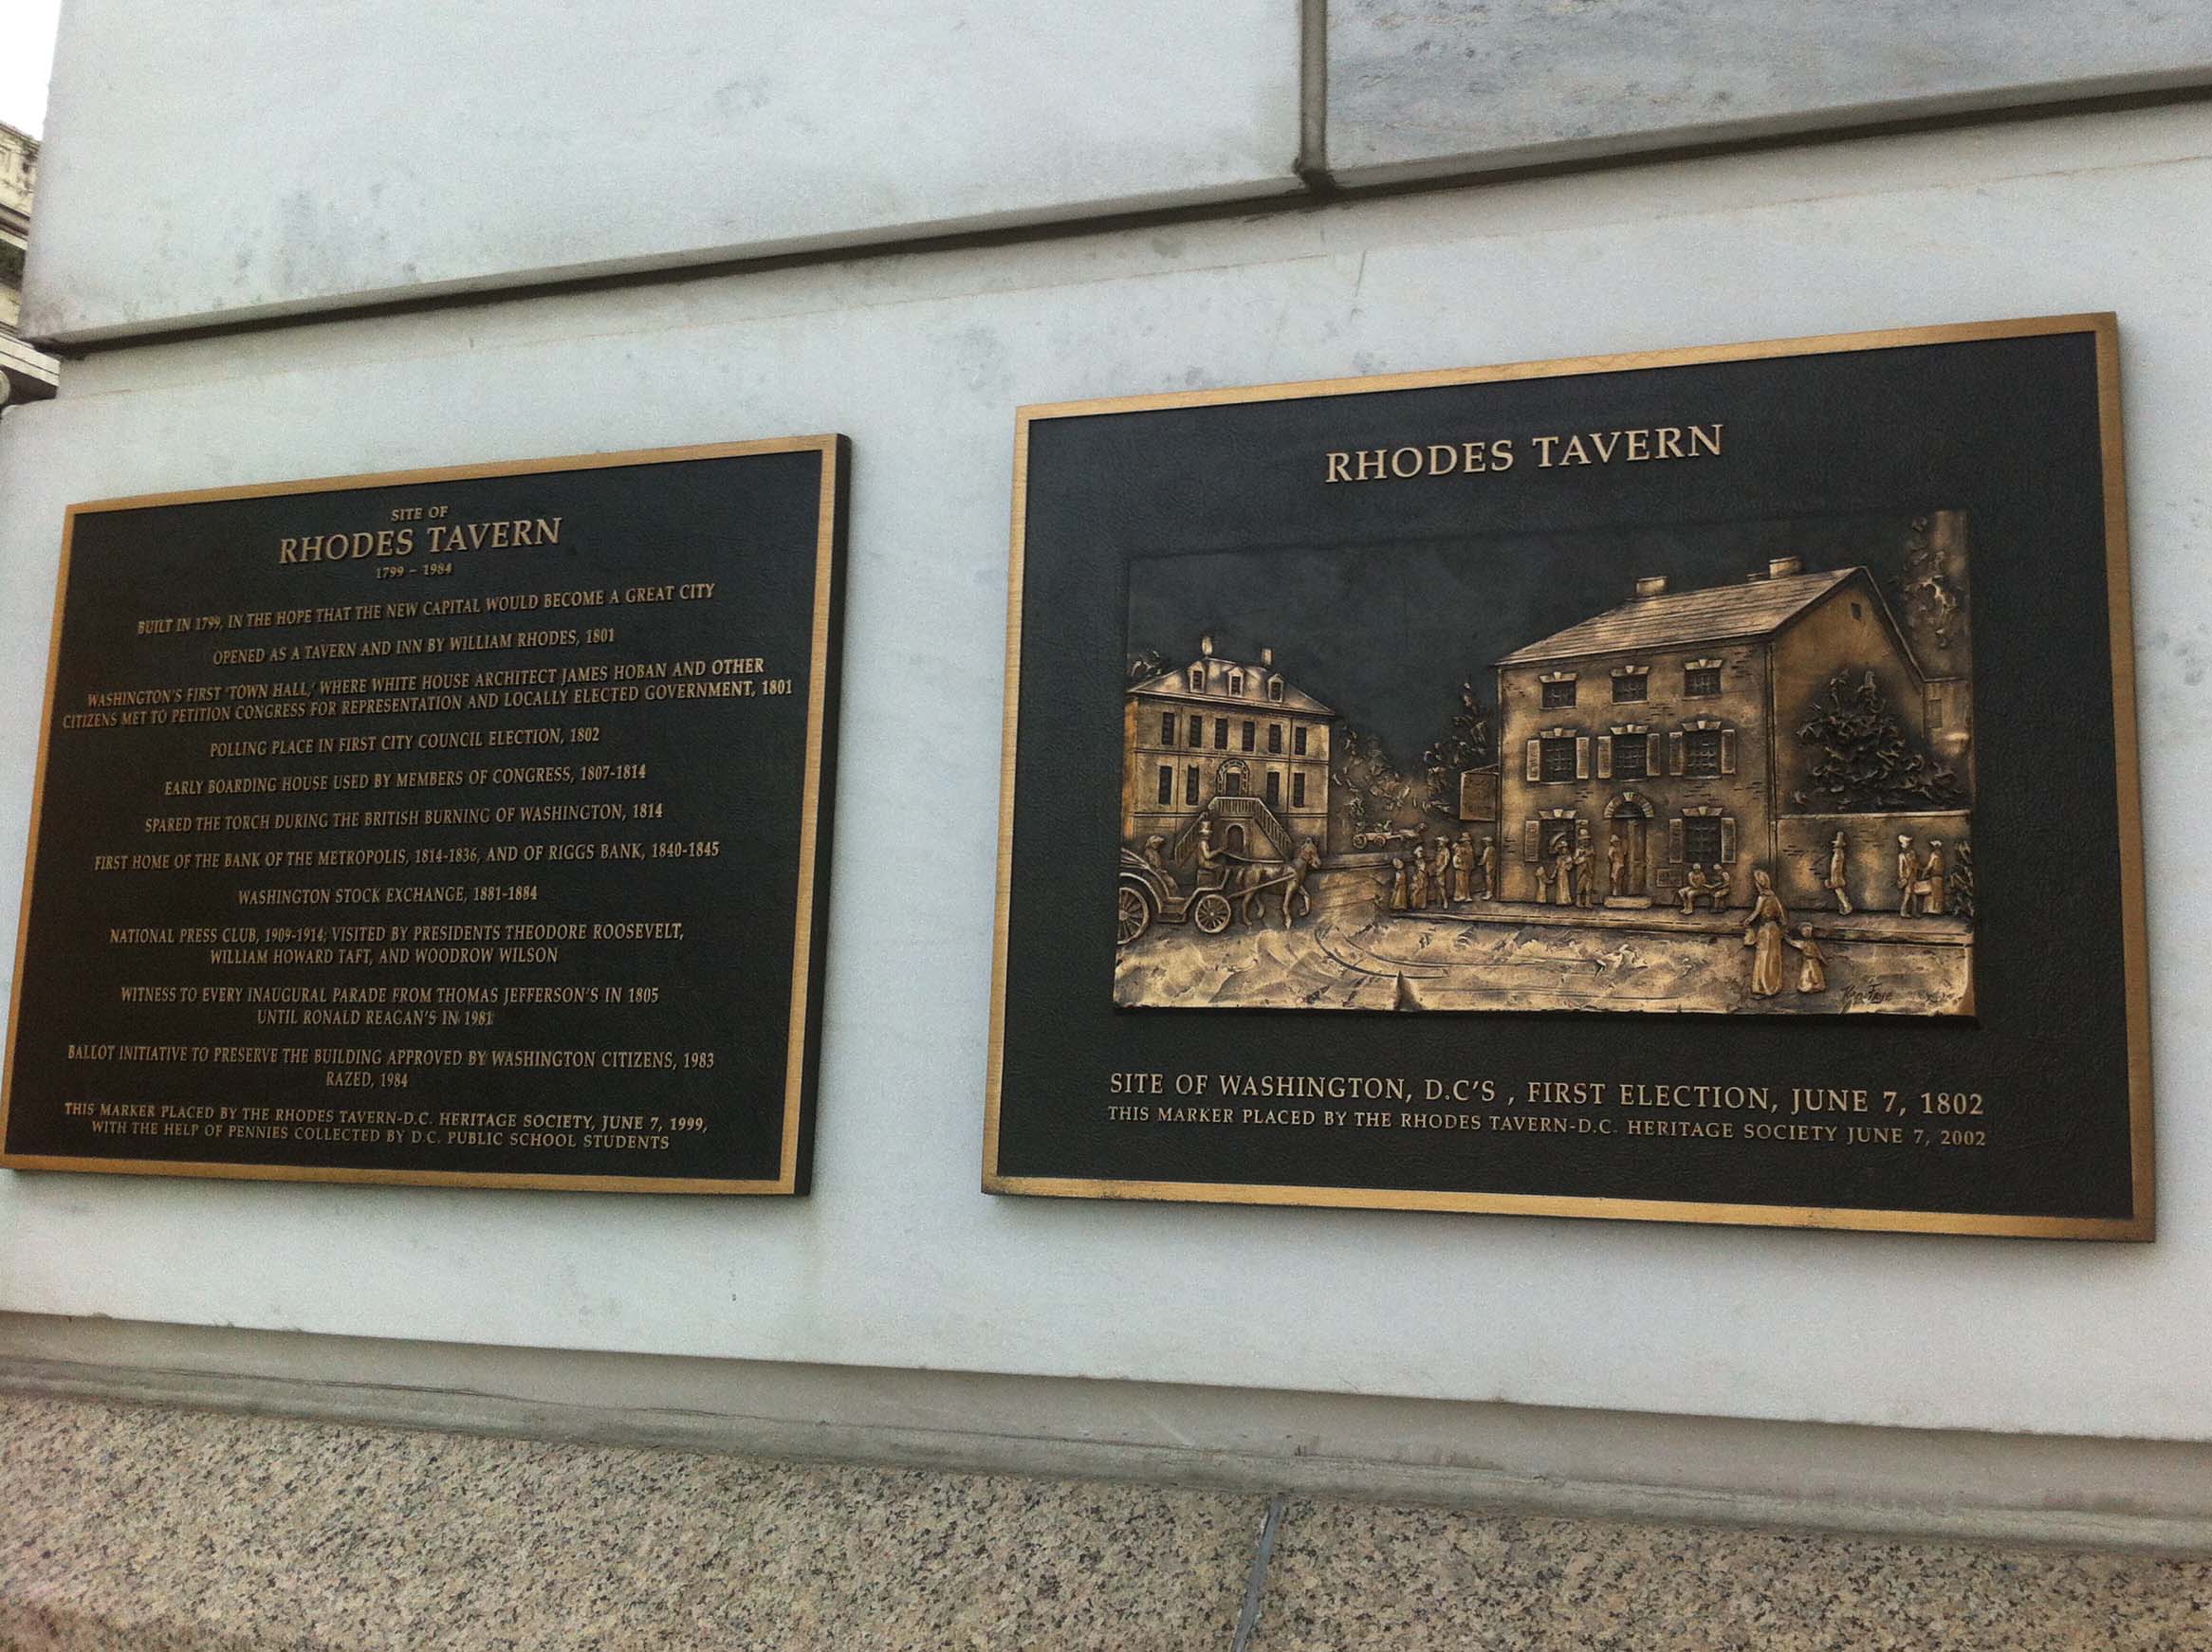 SITE OF
RHODES TAVERN
1799 - 1984
BUILT IN 1799, IN THE HOPE THAT THE NEW CAPITAL WOULD BECOME A GREAT CITY
OPENED AS A TAVERN AND INN BY WILLIAM RHODES, 1801
WASHINGTON'S FIRST 'TOWN HALL,' WHERE WHITE HOUSE ARCHITECT JAMES HOBAN AND OTHER
CITIZENS MET TO PETITION CONGRESS FOR REPRESENTATION AND LOCALLY ELECTED GOVERNMENT, 1801
POLLING PLACE IN FIRST CITY COUNCIL ELECTION, 1802
EARLY BOARDING HOUSE USED BY MEMBERS OF CONGRESS, 1807-1814
SPARED THE TORCH DURING THE BRITISH BURNING OF WASHINGTON, 1814
FIRST HOME OF THE BANK OF THE METROPOLIS, 1814-1836, AND OF RIGGS BANK, 1840-1845
WASHINGTON STOCK EXCHANGE, 1881-1884
NATIONAL PRESS CLUB, 1909-1914; VISITED BY PRESIDENTS THEODORE ROOSEVELT,
WILLIAM HOWARD TAFT, AND WOODROW WILSON
WITNESS TO EVERY INAUGURAL PARADE FROM THOMAS JEFFERSON'S IN 1805
UNTIL RONALD REAGAN'S IN 1981
BALLOT INITIATIVE TO PRESERVE THE BUILDING APPROVED BY WASHINGTON CITIZENS, 1983
RAZED, 1984
THIS MARKER PLACED BY THE RHODES TAVERN-D.C. HERITAGE SOCIETY, JUNE 7, 1999,
WITH THE HELP OF PENNIES COLLECTED BY D.C. PUBLIC SCHOOL STUDENTS
RHODES TAVERN
SITE OF WASHINGTON, D.C'S , FIRST ELECTION, JUNE 7, 1802
THIS MARKER PLACED BY THE RHODES TAVERN-D.C. HERITAGE SOCIETY JUNE 7, 2002